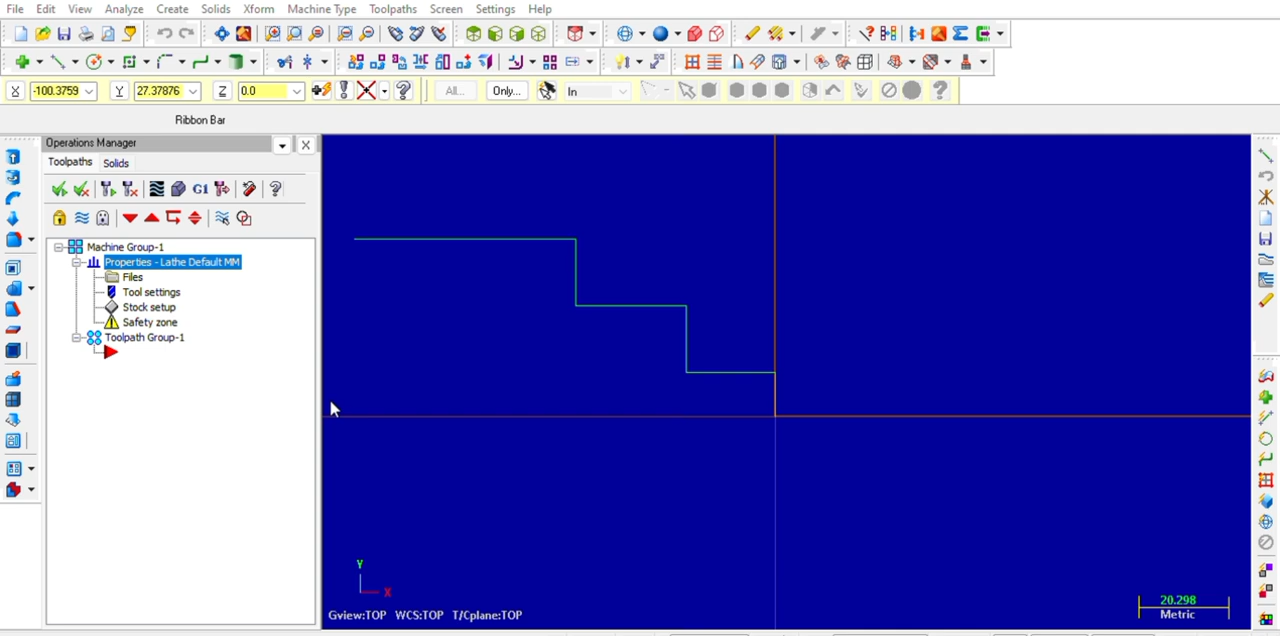 File Edit View Analyze Create Solids Xform Machine Type Toolpaths Screen Settings Help
X -100.3759 Y 27.37876 Z 0.0 All... Only... In
Ribbon Bar
Operations Manager
Toolpaths Solids
G1
Machine Group-1
Properties - Lathe Default MM
Files
Tool settings
Stock setup
Safety zone
Toolpath Group-1
Y
X
Gview:TOP WCS:TOP T/Cplane:TOP
20.298
Metric